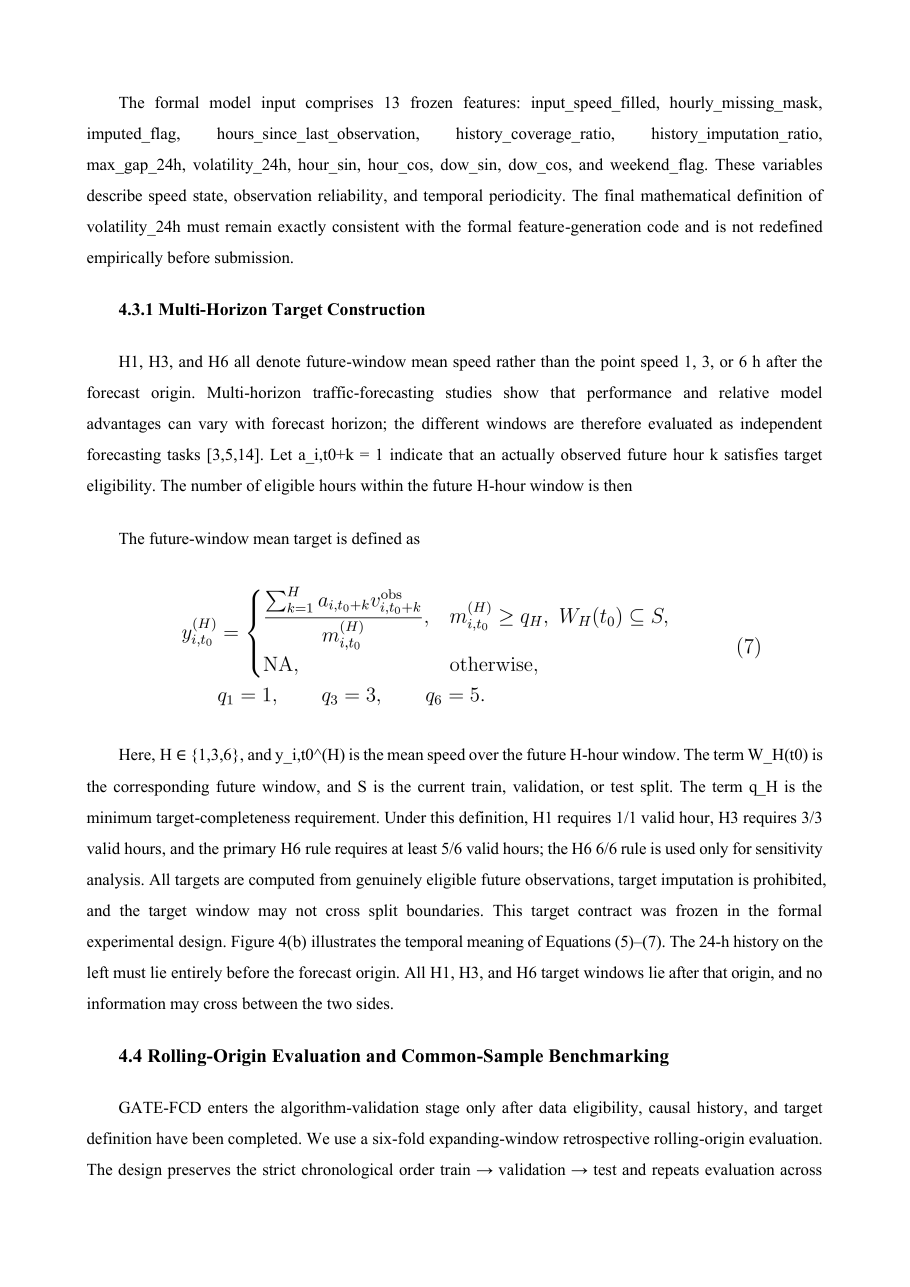 The formal model input comprises 13 frozen features: input_speed_filled, hourly_missing_mask,
imputed_flag, hours_since_last_observation, history_coverage_ratio, history_imputation_ratio,
max_gap_24h, volatility_24h, hour_sin, hour_cos, dow_sin, dow_cos, and weekend_flag. These variables
describe speed state, observation reliability, and temporal periodicity. The final mathematical definition of
volatility_24h must remain exactly consistent with the formal feature-generation code and is not redefined
empirically before submission.
4.3.1 Multi-Horizon Target Construction
H1, H3, and H6 all denote future-window mean speed rather than the point speed 1, 3, or 6 h after the
forecast origin. Multi-horizon traffic-forecasting studies show that performance and relative model
advantages can vary with forecast horizon; the different windows are therefore evaluated as independent
forecasting tasks [3,5,14]. Let a_i,t0+k = 1 indicate that an actually observed future hour k satisfies target
eligibility. The number of eligible hours within the future H-hour window is then
The future-window mean target is defined as
y_{i,t_0}^{(H)} = { \frac{\sum_{k=1}^{H} a_{i,t_0+k} v_{i,t_0+k}^{obs}}{m_{i,t_0}^{(H)}}, m_{i,t_0}^{(H)} ≥ q_H, W_H(t_0) ⊆ S,
NA, otherwise, (7)
q_1 = 1, q_3 = 3, q_6 = 5.
Here, H ∈ {1,3,6}, and y_i,t0^(H) is the mean speed over the future H-hour window. The term W_H(t0) is
the corresponding future window, and S is the current train, validation, or test split. The term q_H is the
minimum target-completeness requirement. Under this definition, H1 requires 1/1 valid hour, H3 requires 3/3
valid hours, and the primary H6 rule requires at least 5/6 valid hours; the H6 6/6 rule is used only for sensitivity
analysis. All targets are computed from genuinely eligible future observations, target imputation is prohibited,
and the target window may not cross split boundaries. This target contract was frozen in the formal
experimental design. Figure 4(b) illustrates the temporal meaning of Equations (5)–(7). The 24-h history on the
left must lie entirely before the forecast origin. All H1, H3, and H6 target windows lie after that origin, and no
information may cross between the two sides.
4.4 Rolling-Origin Evaluation and Common-Sample Benchmarking
GATE-FCD enters the algorithm-validation stage only after data eligibility, causal history, and target
definition have been completed. We use a six-fold expanding-window retrospective rolling-origin evaluation.
The design preserves the strict chronological order train → validation → test and repeats evaluation across